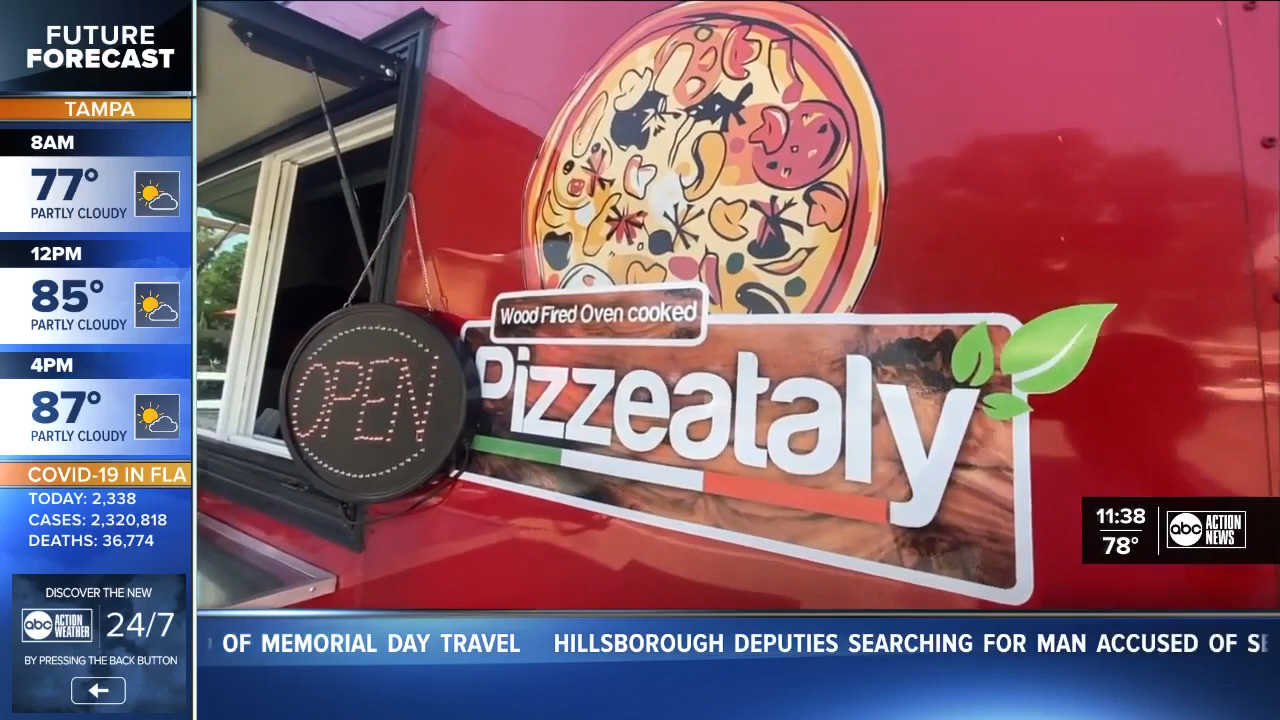 FUTURE
FORECAST
TAMPA
8AM
77°
PARTLY CLOUDY
12PM
85°
PARTLY CLOUDY
4PM
87°
PARTLY CLOUDY
COVID-19 IN FLA
TODAY: 2,338
CASES: 2,320,818
DEATHS: 36,774
DISCOVER THE NEW
abc ACTION WEATHER 24/7
BY PRESSING THE BACK BUTTON
OPEN
Wood Fired Oven cooked
Pizzeataly
11:38
78°
abc ACTION NEWS
OF MEMORIAL DAY TRAVEL HILLSBOROUGH DEPUTIES SEARCHING FOR MAN ACCUSED OF